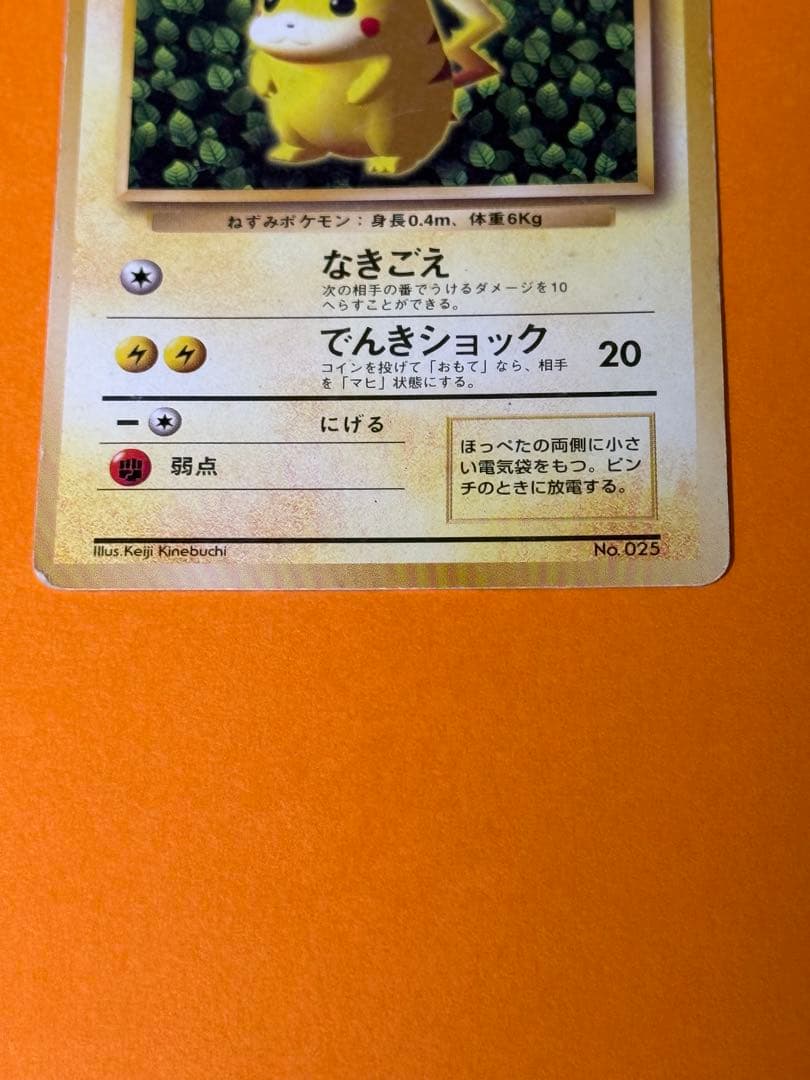 ねずみポケモン：身長0.4m、体重6Kg
なきごえ
次の相手の番でうけるダメージを10
へらすことができる。
でんきショック 20
コインを投げて「おもて」なら、相手
を「マヒ」状態にする。
にげる
弱点
ほっぺたの両側に小さ
い電気袋をもつ。ピン
チのときに放電する。
Illus.Keiji Kinebuchi
No.025